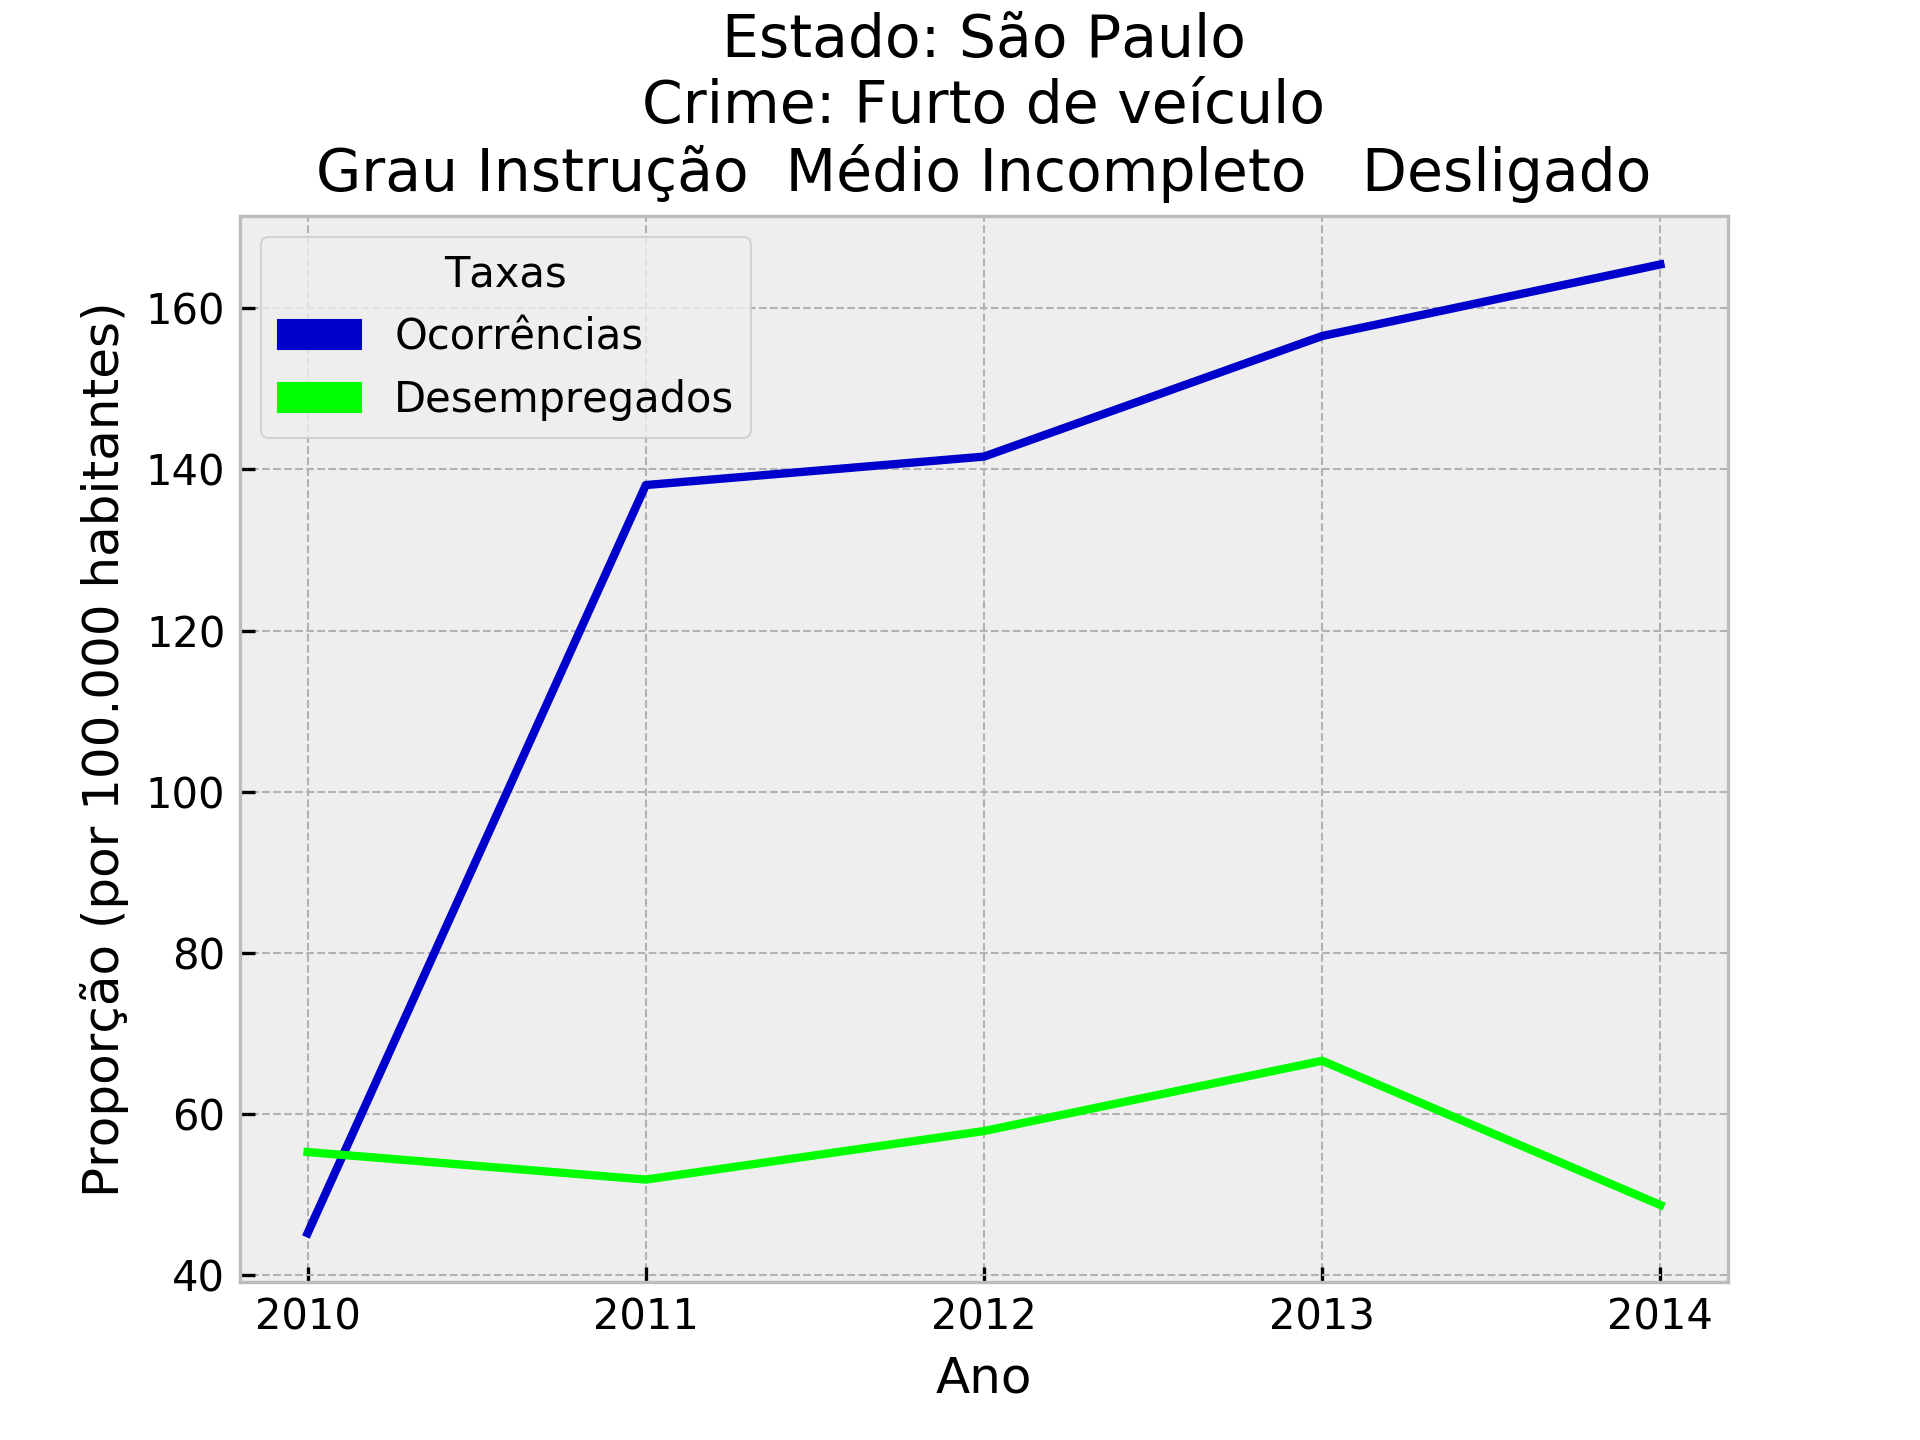 Estado: São Paulo
Crime: Furto de veículo
Grau Instrução  Médio Incompleto   Desligado
Taxas
Ocorrências
Desempregados
Proporção (por 100.000 habitantes)
160
140
120
100
80
60
40
2010 2011 2012 2013 2014
Ano